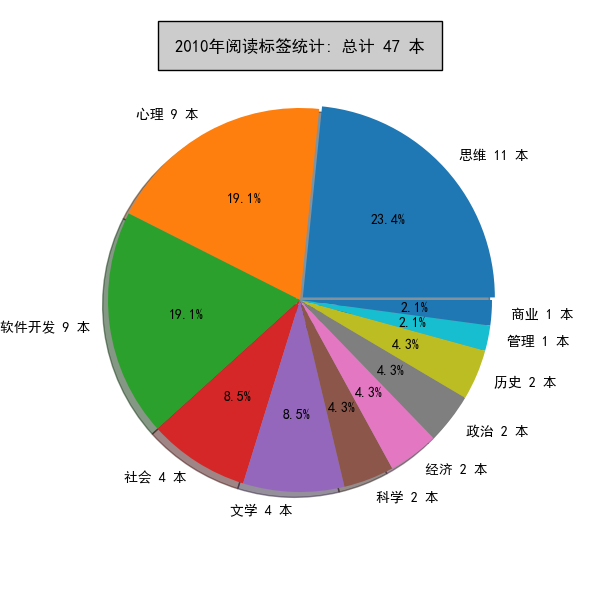 2010年阅读标签统计: 总计 47 本
心理 9 本
思维 11 本
19.1%
23.4%
软件开发 9 本
19.1%
2.1%
商业 1 本
2.1%
管理 1 本
4.3%
历史 2 本
4.3%
政治 2 本
4.3%
经济 2 本
4.3%
科学 2 本
8.5%
文学 4 本
8.5%
社会 4 本